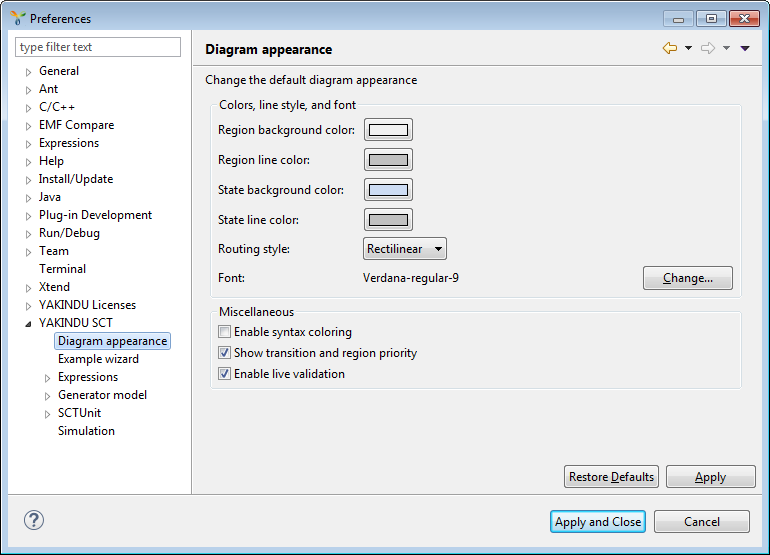 Preferences
type filter text
General
Ant
C/C++
EMF Compare
Expressions
Help
Install/Update
Java
Plug-in Development
Run/Debug
Team
Terminal
Xtend
YAKINDU Licenses
YAKINDU SCT
Diagram appearance
Example wizard
Expressions
Generator model
SCTUnit
Simulation
Diagram appearance
Change the default diagram appearance
Colors, line style, and font
Region background color:
Region line color:
State background color:
State line color:
Routing style: Rectilinear
Font: Verdana-regular-9 Change...
Miscellaneous
Enable syntax coloring
Show transition and region priority
Enable live validation
Restore Defaults Apply
? Apply and Close Cancel